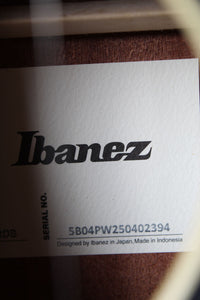 Ibanez
SERIAL NO.
5B04PW250402394
Designed by Ibanez in Japan, Made in Indonesia